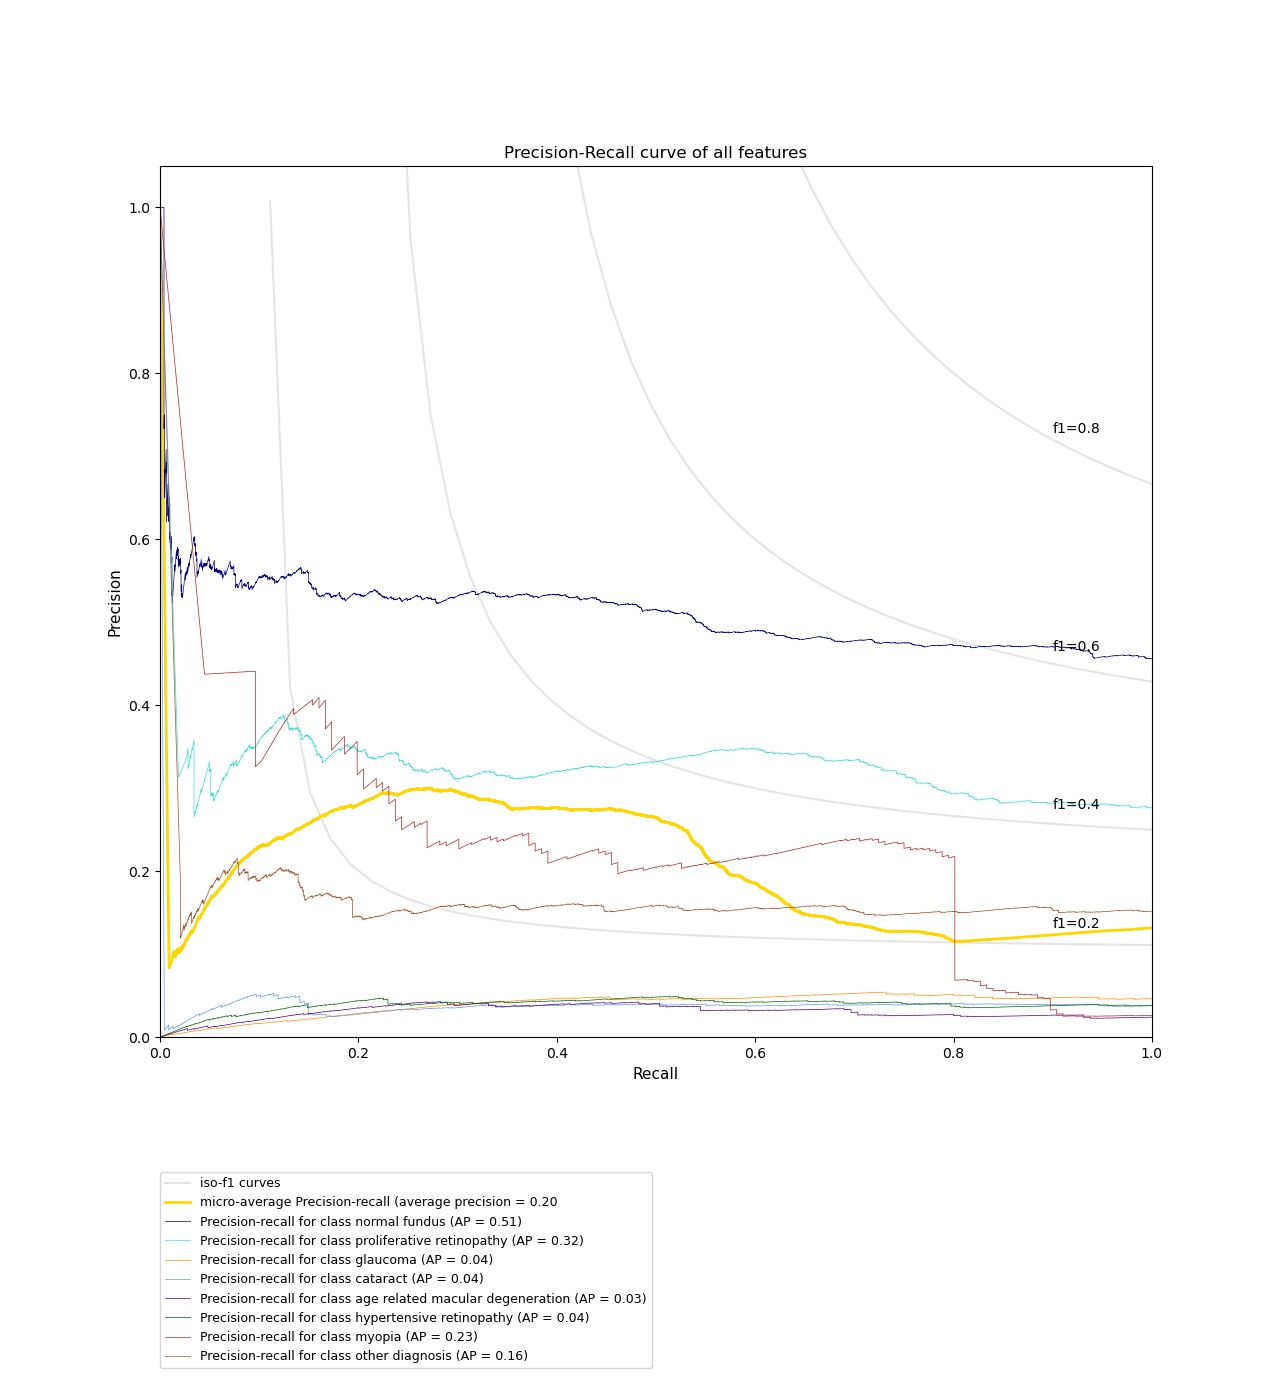 Precision-Recall curve of all features
1.0
0.8
0.6
0.4
0.2
0.0
Precision
f1=0.8
f1=0.6
f1=0.4
f1=0.2
0.0 0.2 0.4 0.6 0.8 1.0
Recall
iso-f1 curves
micro-average Precision-recall (average precision = 0.20
Precision-recall for class normal fundus (AP = 0.51)
Precision-recall for class proliferative retinopathy (AP = 0.32)
Precision-recall for class glaucoma (AP = 0.04)
Precision-recall for class cataract (AP = 0.04)
Precision-recall for class age related macular degeneration (AP = 0.03)
Precision-recall for class hypertensive retinopathy (AP = 0.04)
Precision-recall for class myopia (AP = 0.23)
Precision-recall for class other diagnosis (AP = 0.16)